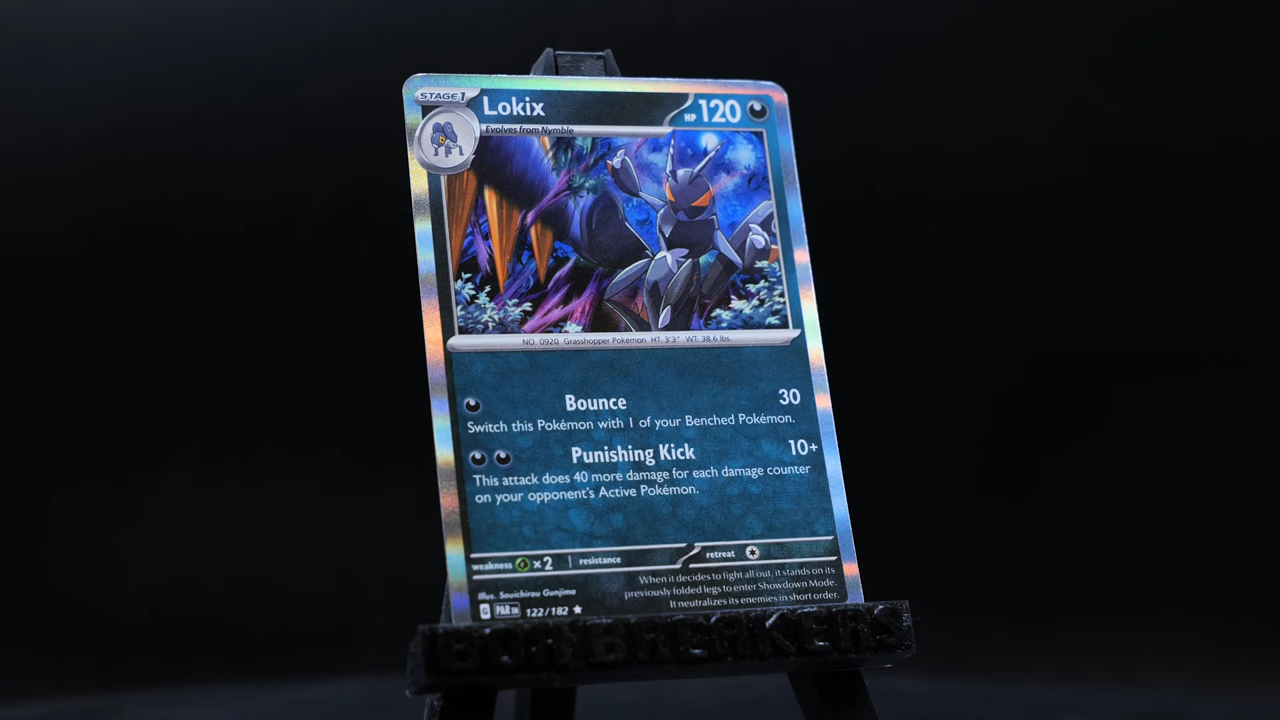 STAGE1
Lokix
HP 120
Evolves from Nymble
NO. 0920 Grasshopper Pokémon HT. 3'3" WT. 38.6 lbs.
Bounce 30
Switch this Pokémon with 1 of your Benched Pokémon.
Punishing Kick 10+
This attack does 40 more damage for each damage counter
on your opponent's Active Pokémon.
weakness ×2 resistance retreat
When it decides to fight all out, it stands on its
previously folded legs to enter Showdown Mode.
It neutralizes its enemies in short order.
Illus. Souichirou Gunjima
G PAR EN 122/182
BOX BREAKERS